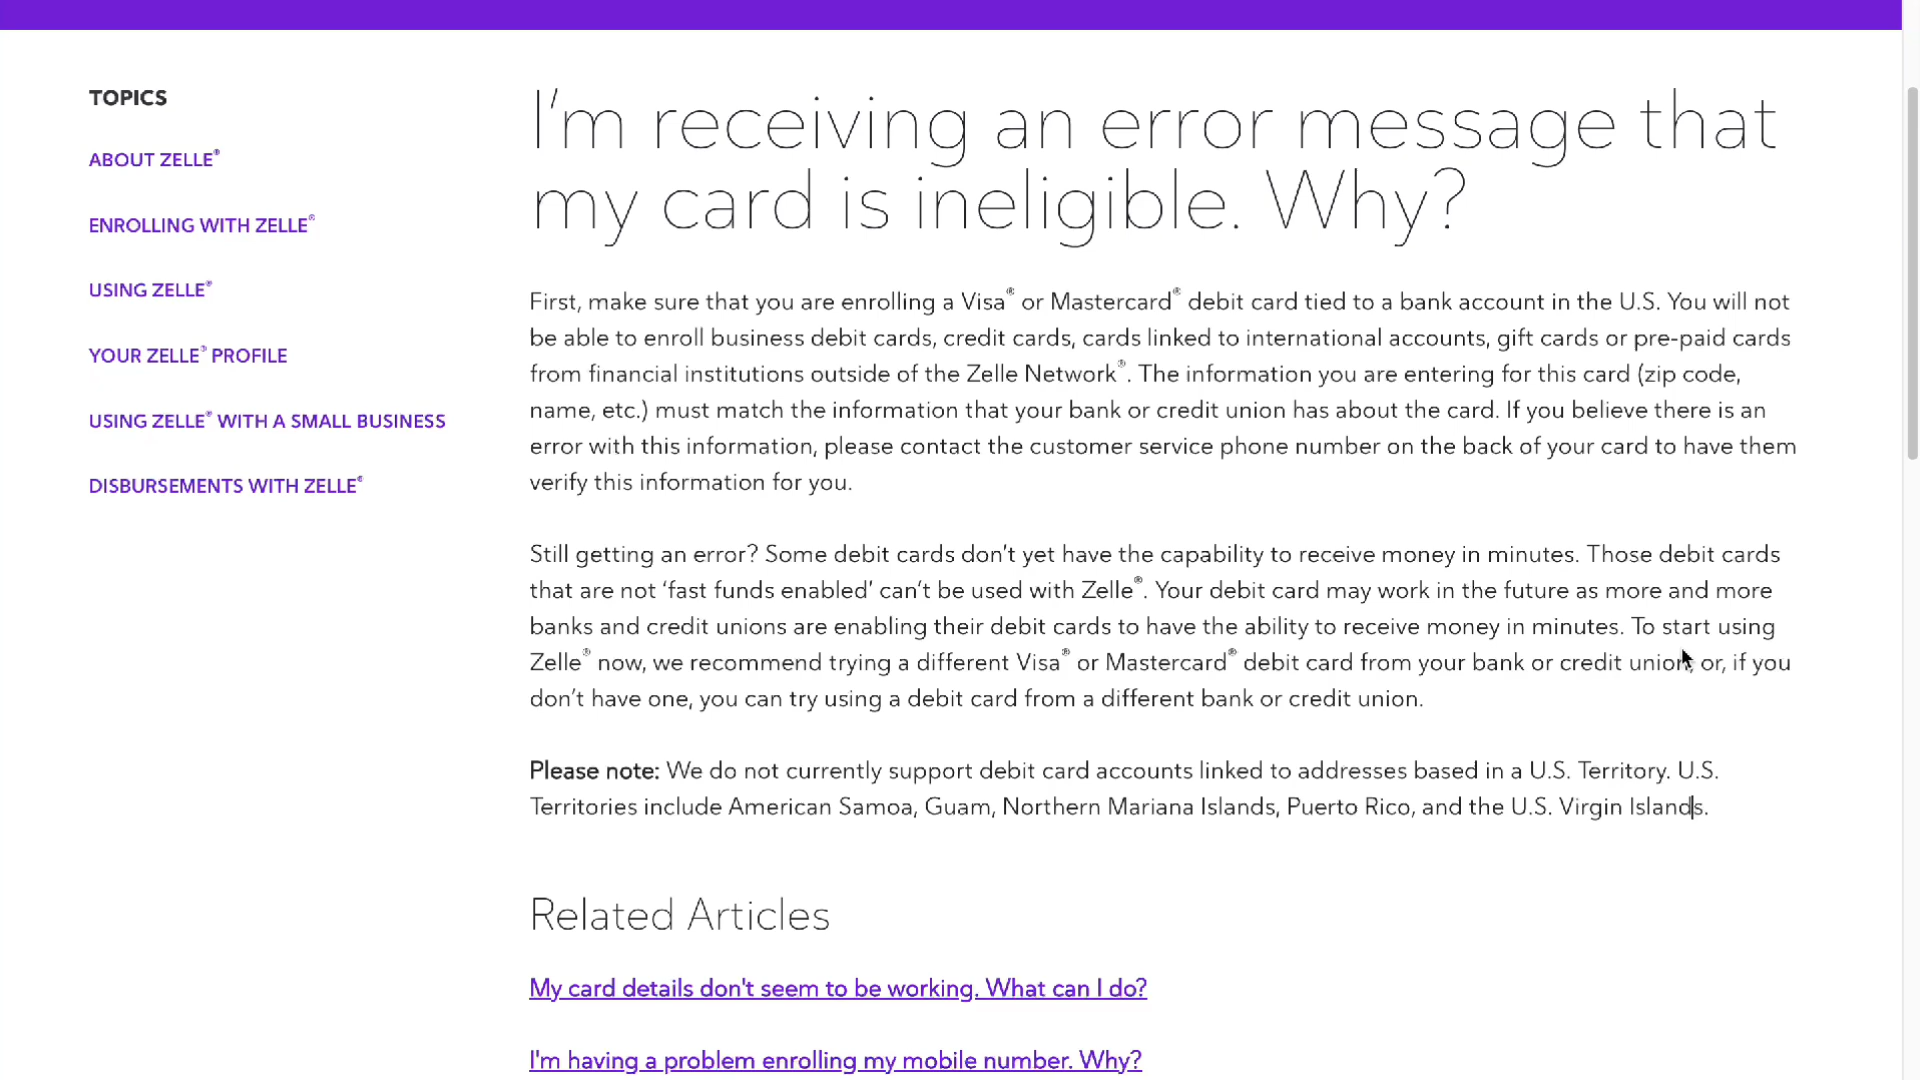 TOPICS
ABOUT ZELLE®
ENROLLING WITH ZELLE®
USING ZELLE®
YOUR ZELLE® PROFILE
USING ZELLE® WITH A SMALL BUSINESS
DISBURSEMENTS WITH ZELLE®
I’m receiving an error message that
my card is ineligible. Why?
First, make sure that you are enrolling a Visa® or Mastercard® debit card tied to a bank account in the U.S. You will not
be able to enroll business debit cards, credit cards, cards linked to international accounts, gift cards or pre-paid cards
from financial institutions outside of the Zelle Network®. The information you are entering for this card (zip code,
name, etc.) must match the information that your bank or credit union has about the card. If you believe there is an
error with this information, please contact the customer service phone number on the back of your card to have them
verify this information for you.
Still getting an error? Some debit cards don’t yet have the capability to receive money in minutes. Those debit cards
that are not ‘fast funds enabled’ can’t be used with Zelle®. Your debit card may work in the future as more and more
banks and credit unions are enabling their debit cards to have the ability to receive money in minutes. To start using
Zelle® now, we recommend trying a different Visa® or Mastercard® debit card from your bank or credit union, or, if you
don’t have one, you can try using a debit card from a different bank or credit union.
Please note: We do not currently support debit card accounts linked to addresses based in a U.S. Territory. U.S.
Territories include American Samoa, Guam, Northern Mariana Islands, Puerto Rico, and the U.S. Virgin Islands.
Related Articles
My card details don't seem to be working. What can I do?
I'm having a problem enrolling my mobile number. Why?